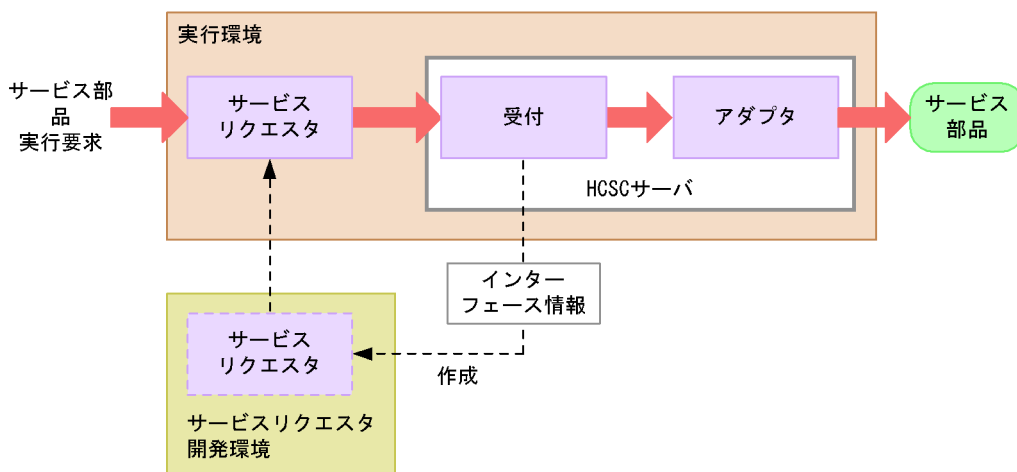 実行環境
サービス部
品
実行要求
サービス
リクエスタ
受付
アダプタ
サービス
部品
HCSCサーバ
インター
フェース情報
サービス
リクエスタ
作成
サービスリクエスタ
開発環境